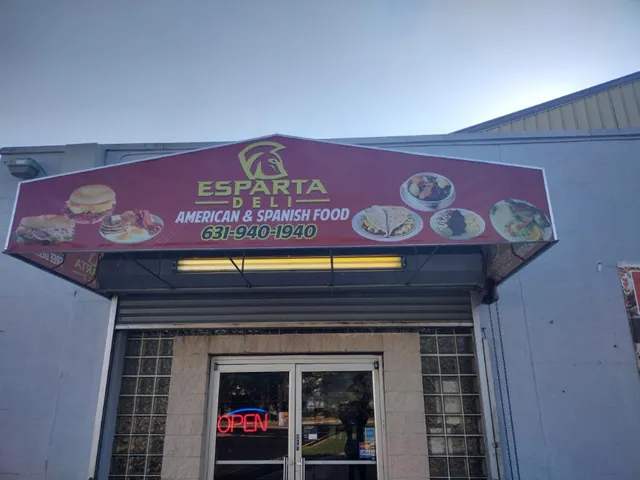 ESPARTA
DELI
AMERICAN & SPANISH FOOD
631-940-1940
OPEN